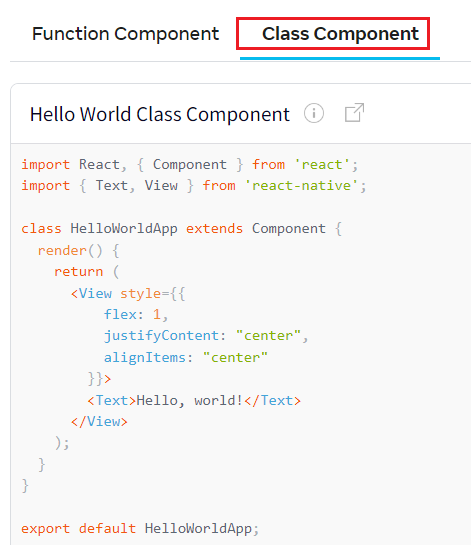 Function Component Class Component
Hello World Class Component
import React, { Component } from 'react';
import { Text, View } from 'react-native';
class HelloWorldApp extends Component {
  render() {
    return (
      <View style={{
          flex: 1,
          justifyContent: "center",
          alignItems: "center"
        }}>
        <Text>Hello, world!</Text>
      </View>
    );
  }
}
export default HelloWorldApp;